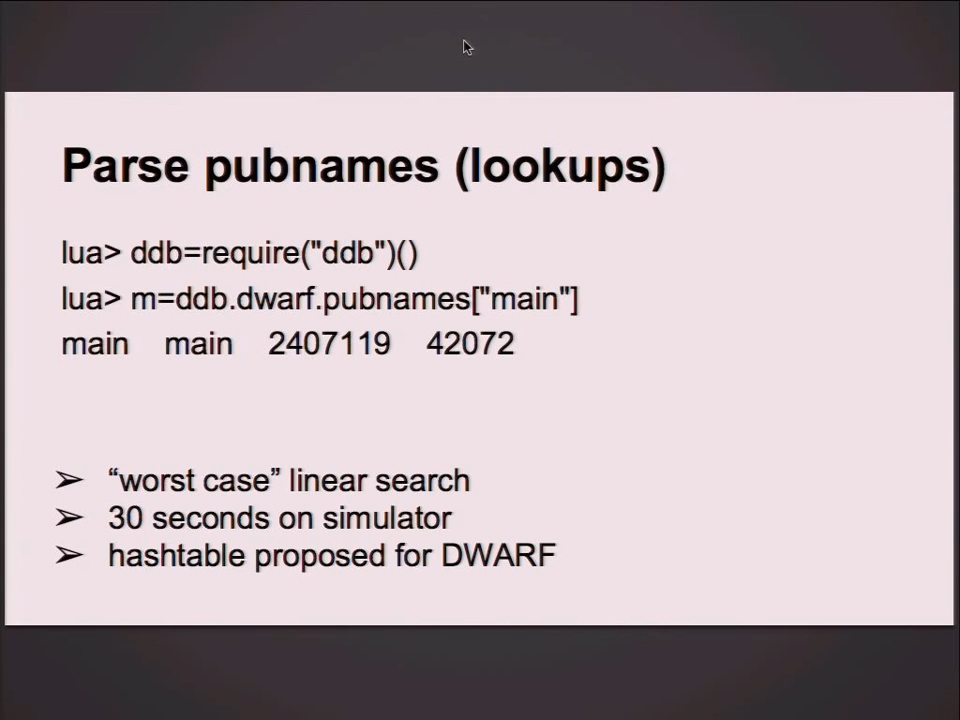 Parse pubnames (lookups)
lua> ddb=require("ddb")()
lua> m=ddb.dwarf.pubnames["main"]
main main 2407119 42072
➢ “worst case” linear search
➢ 30 seconds on simulator
➢ hashtable proposed for DWARF